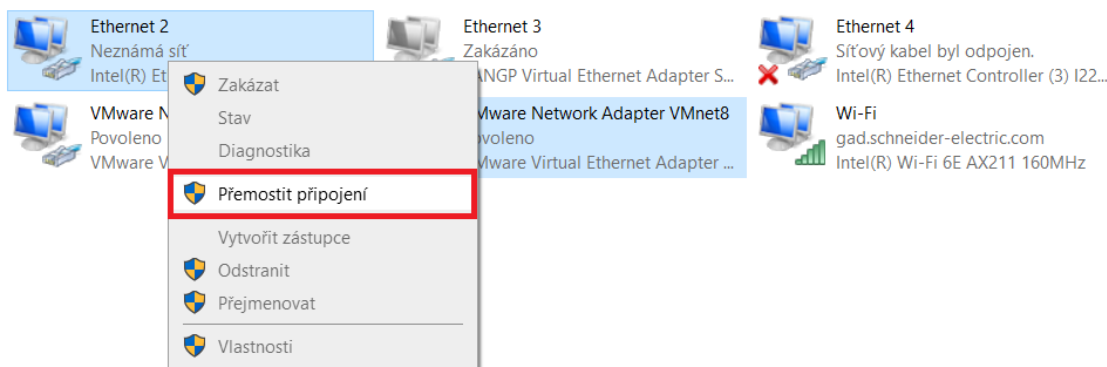 Ethernet 2
Neznámá síť
Intel(R) Et
Ethernet 3
Zakázáno
ANGP Virtual Ethernet Adapter S...
Ethernet 4
Síťový kabel byl odpojen.
Intel(R) Ethernet Controller (3) I22...
VMware N
Povoleno
VMware V
Mware Network Adapter VMnet8
ovoleno
Mware Virtual Ethernet Adapter ...
Wi-Fi
gad.schneider-electric.com
Intel(R) Wi-Fi 6E AX211 160MHz
Zakázat
Stav
Diagnostika
Přemostit připojení
Vytvořit zástupce
Odstranit
Přejmenovat
Vlastnosti